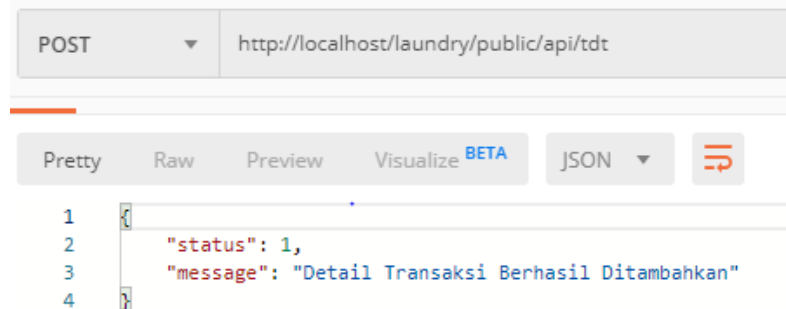 POST http://localhost/laundry/public/api/tdt
Pretty Raw Preview Visualize BETA JSON
1 {
2 "status": 1,
3 "message": "Detail Transaksi Berhasil Ditambahkan"
4 }